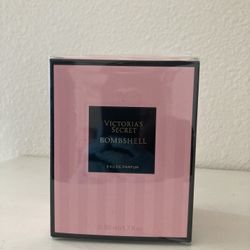 VICTORIA'S
SECRET
BOMBSHELL
EAU DE PARFUM